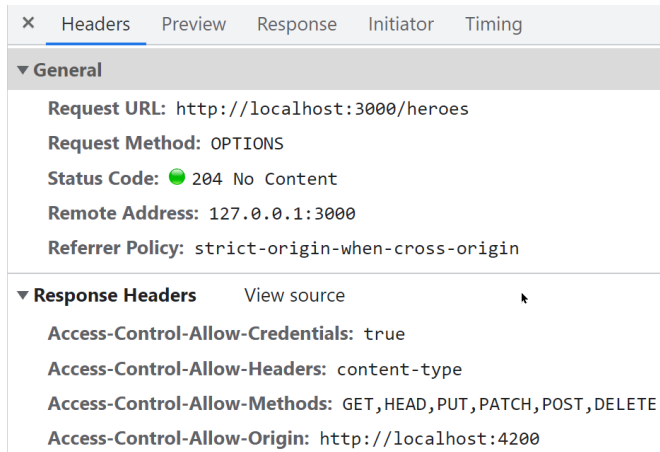 × Headers Preview Response Initiator Timing
▼ General
Request URL: http://localhost:3000/heroes
Request Method: OPTIONS
Status Code: 204 No Content
Remote Address: 127.0.0.1:3000
Referrer Policy: strict-origin-when-cross-origin
▼ Response Headers View source
Access-Control-Allow-Credentials: true
Access-Control-Allow-Headers: content-type
Access-Control-Allow-Methods: GET,HEAD,PUT,PATCH,POST,DELETE
Access-Control-Allow-Origin: http://localhost:4200